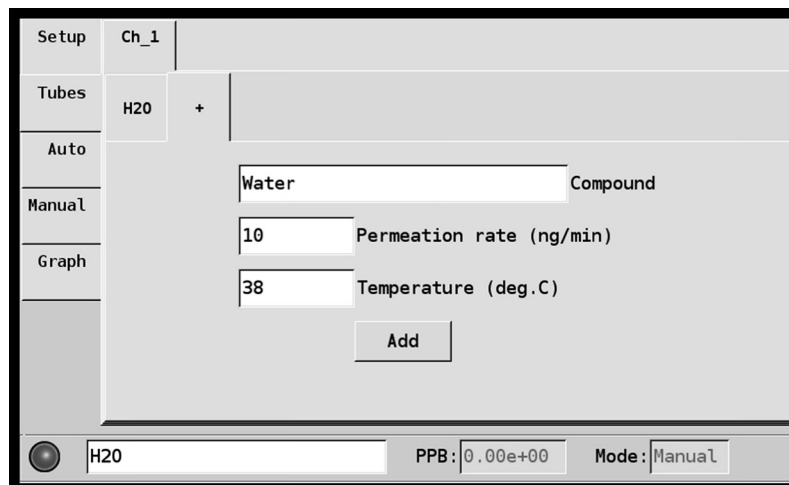 Setup Ch_1
Tubes
H20 +
Auto
Water Compound
Manual
10 Permeation rate (ng/min)
Graph
38 Temperature (deg.C)
Add
H20 PPB: 0.00e+00 Mode: Manual